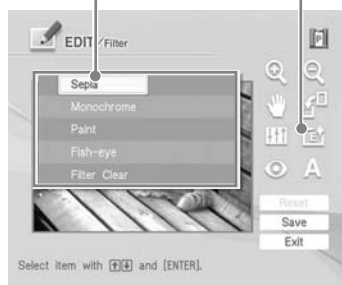 EDIT/Filter
P
Sepia
Monochrome
Paint
Fish-eye
Filter Clear
E
A
Reset
Save
Exit
Select item with and [ENTER].